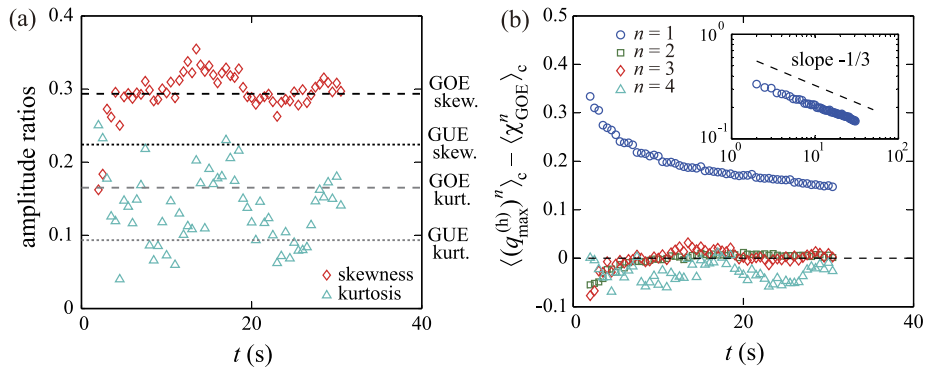 (a)
amplitude ratios
0.4
0.3
0.2
0.1
0
0
20
40
t (s)
GOE
skew.
GUE
skew.
GOE
kurt.
GUE
kurt.
skewness
kurtosis
(b)
⟨(q_max^(h))^n⟩_c − ⟨χ_GOE^n⟩_c
0.5
0.4
0.3
0.2
0.1
0
-0.1
0
20
40
t (s)
n = 1
n = 2
n = 3
n = 4
10^0
10^-1
10^0
10^1
10^2
slope -1/3